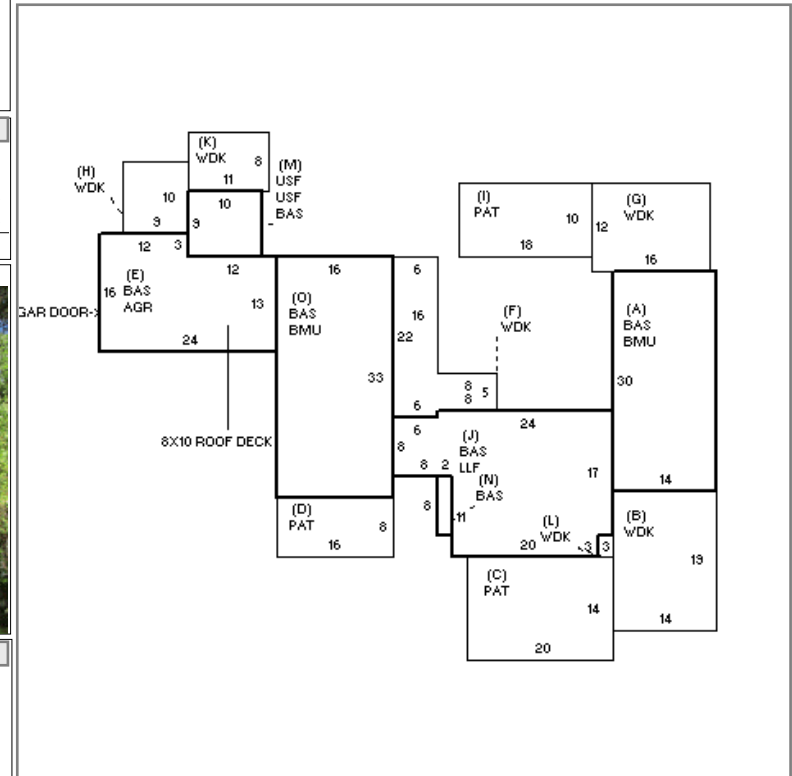 (K)
WDK
8
11
(M)
USF
USF
BAS
(H)
WDK
10
9
10
9
(I)
PAT
10
18
(G)
WDK
12
16
12
3
(E)
BAS
AGR
16
12
13
24
GAR DOOR-
8X10 ROOF DECK
16
(O)
BAS
BMU
33
6
16
22
(F)
WDK
8
8
5
6
(A)
BAS
BMU
30
14
6
8
8
2
24
(J)
BAS
LLF
17
(N)
BAS
8
11
(L)
WDK
20
3
3
(D)
PAT
8
16
(B)
WDK
19
14
(C)
PAT
14
20